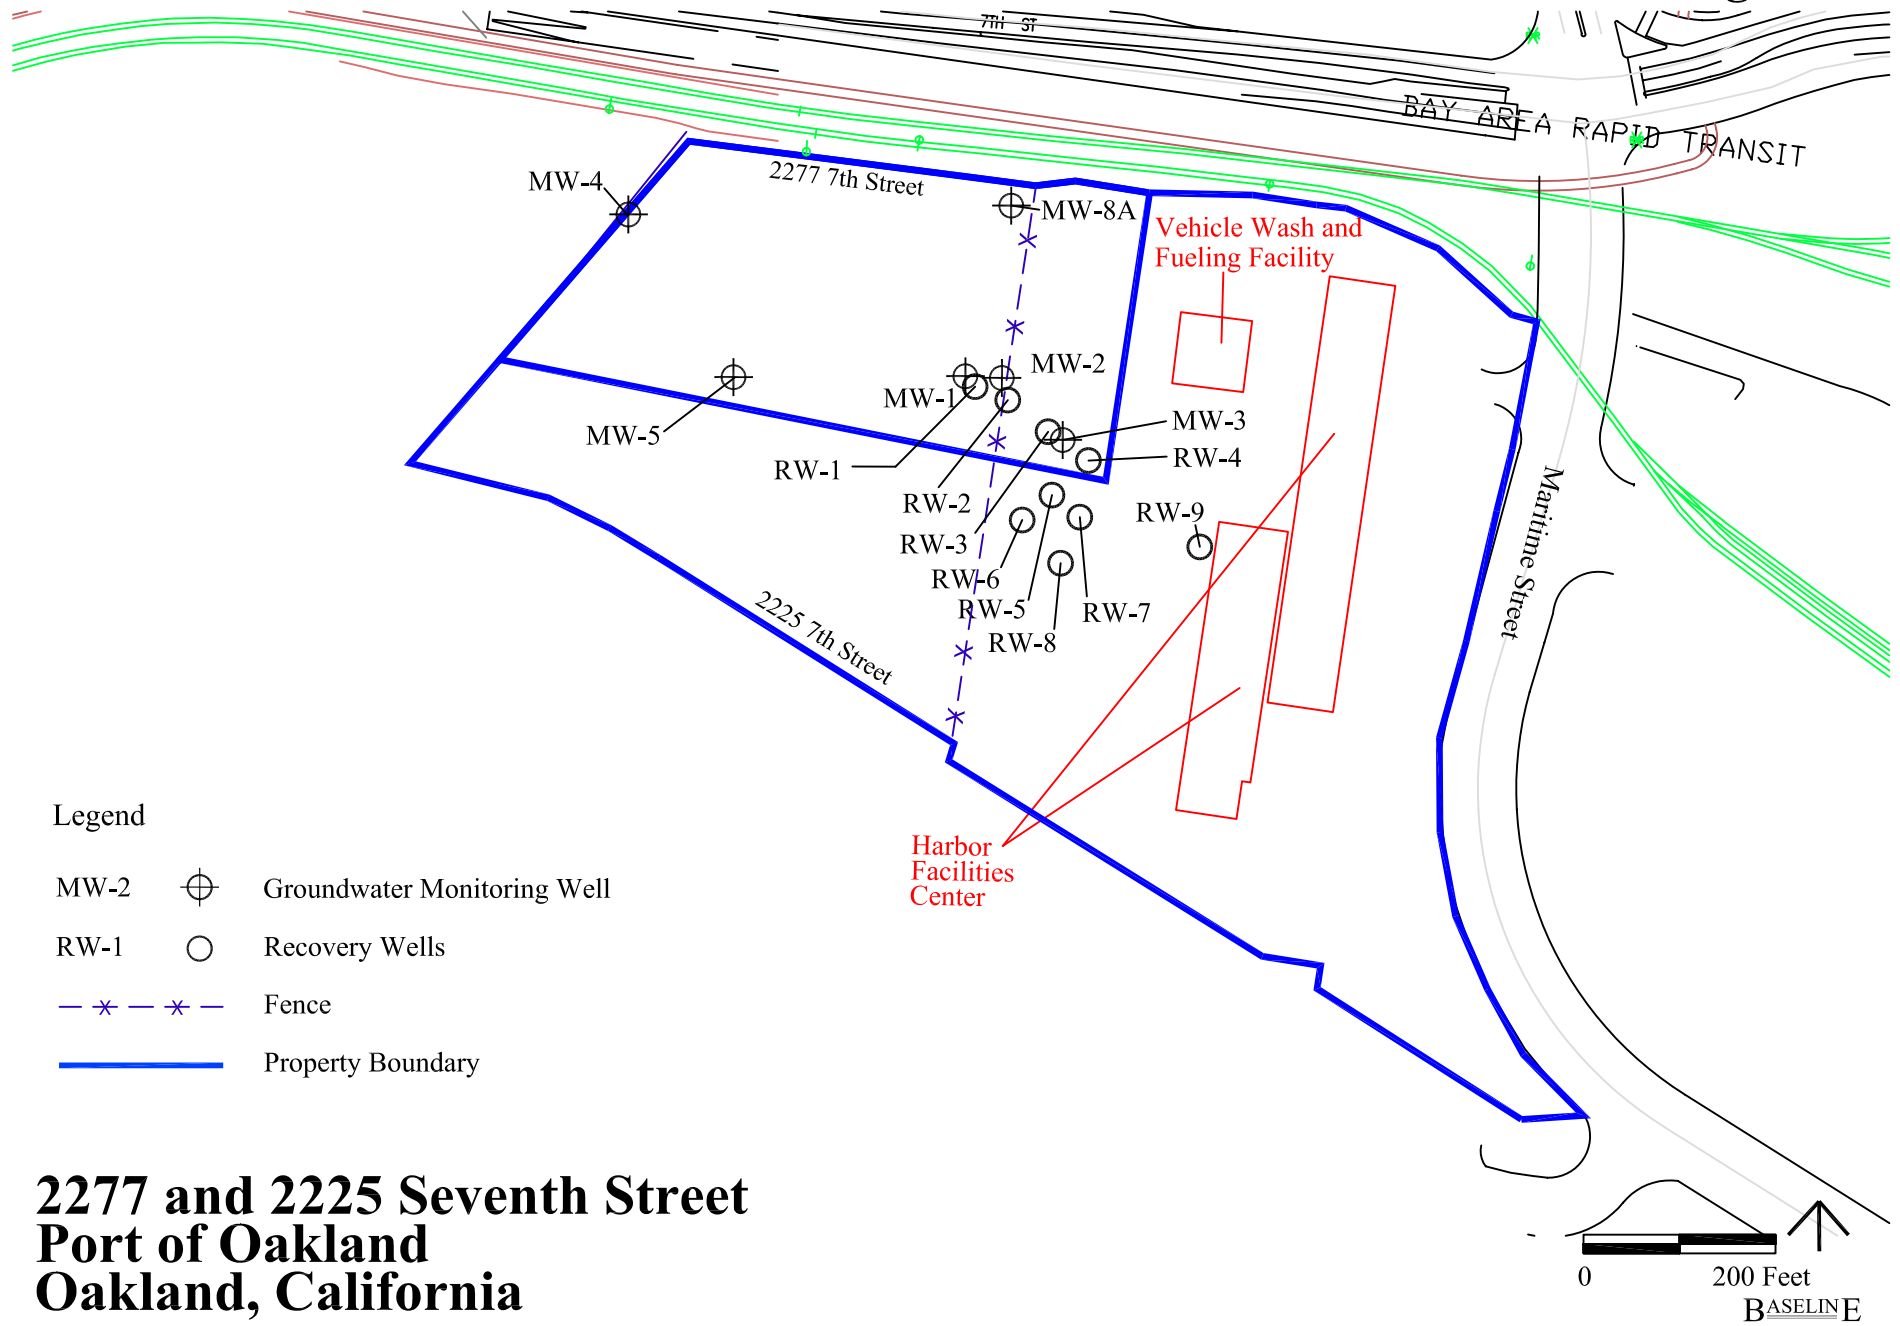 7TH ST
BAY AREA RAPID TRANSIT
2277 7th Street
MW-4
MW-8A
Vehicle Wash and
Fueling Facility
MW-2
MW-1
MW-3
MW-5
RW-1
RW-4
RW-2
RW-9
RW-3
RW-6
RW-5
RW-7
RW-8
Maritime Street
2225 7th Street
Harbor
Facilities
Center
Legend
MW-2 Groundwater Monitoring Well
RW-1 Recovery Wells
Fence
Property Boundary
2277 and 2225 Seventh Street
Port of Oakland
Oakland, California
0 200 Feet
BASELINE